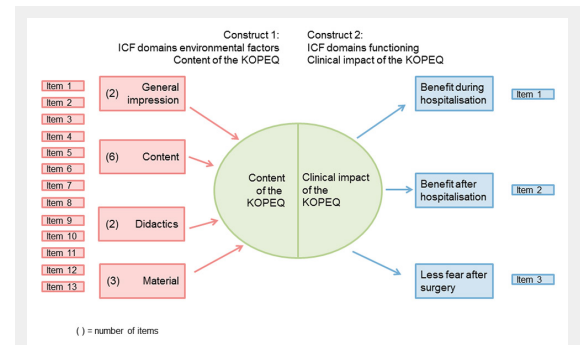 Construct 1:
ICF domains environmental factors
Content of the KOPEQ
Construct 2:
ICF domains functioning
Clinical impact of the KOPEQ
Item 1
Item 2
Item 3
Item 4
Item 5
Item 6
Item 7
Item 8
Item 9
Item 10
Item 11
Item 12
Item 13
(2) General
impression
(6) Content
(2) Didactics
(3) Material
Content
of the
KOPEQ
Clinical impact
of the
KOPEQ
Benefit during
hospitalisation
Item 1
Benefit after
hospitalisation
Item 2
Less fear after
surgery
Item 3
( ) = number of items